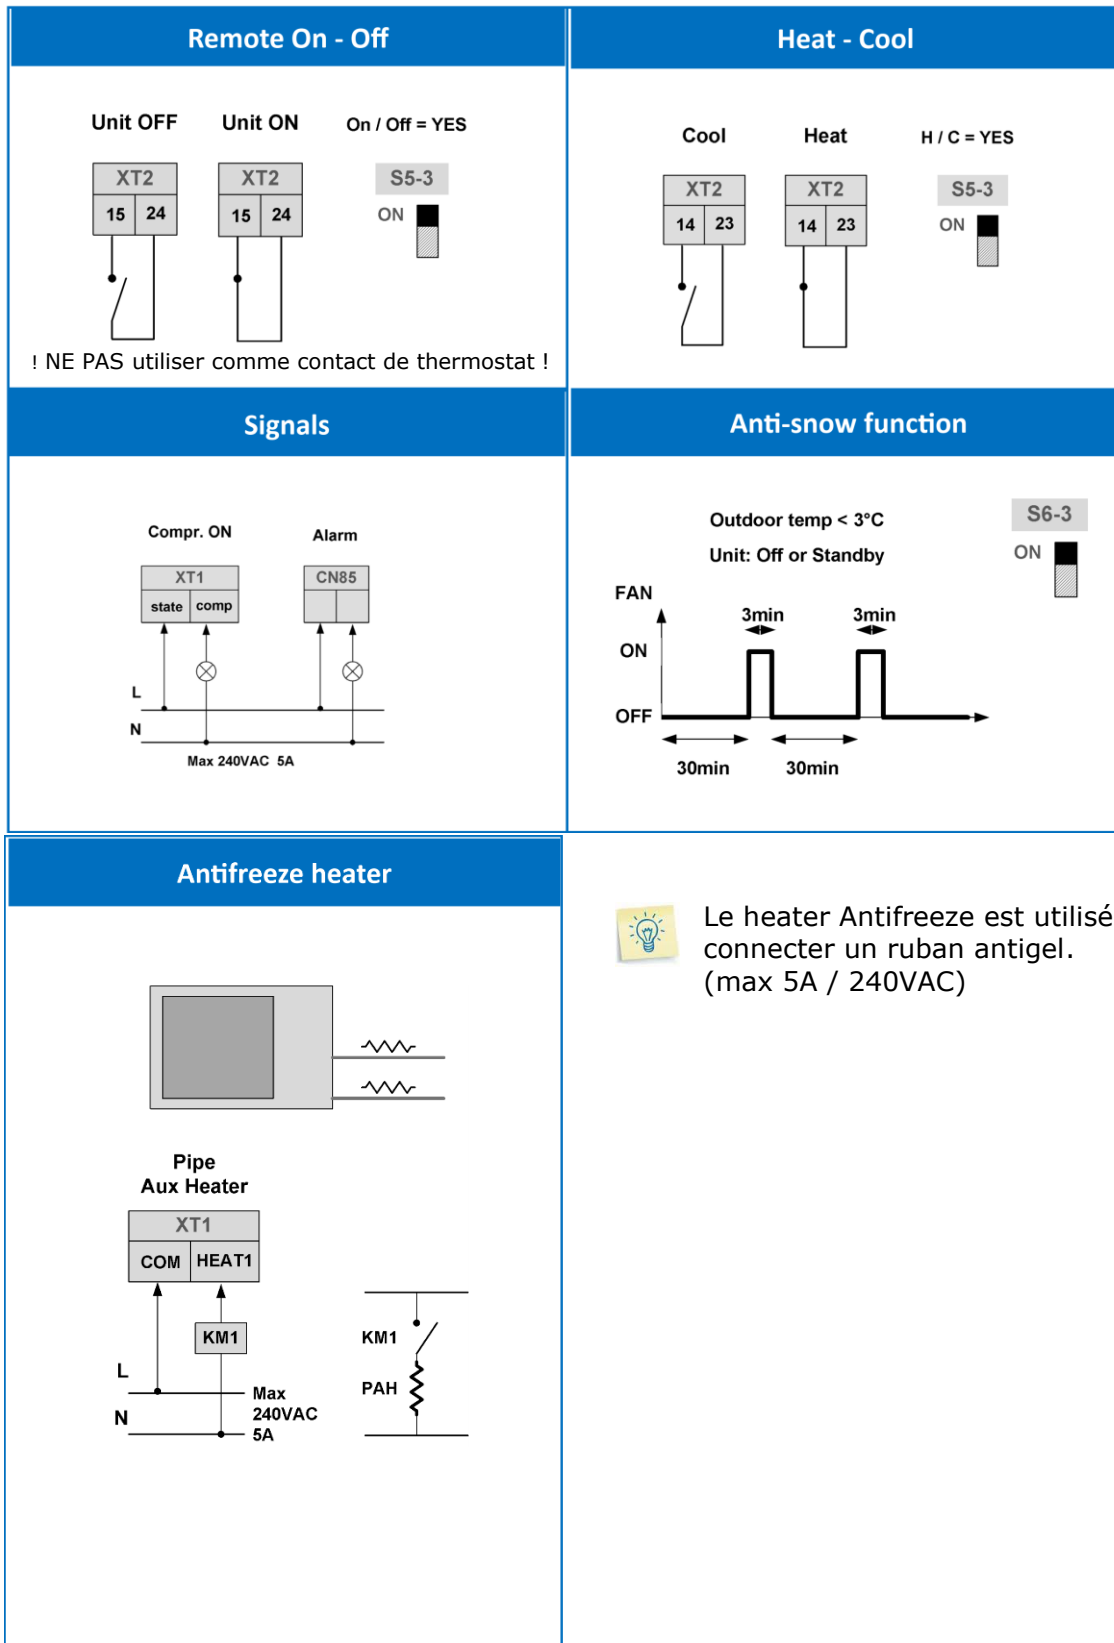 Remote On - Off
Unit OFF Unit ON On / Off = YES
XT2 XT2 S5-3
15 24 15 24 ON
! NE PAS utiliser comme contact de thermostat !
Heat - Cool
Cool Heat H / C = YES
XT2 XT2 S5-3
14 23 14 23 ON
Signals
Compr. ON Alarm
XT1 CN85
state comp
L
N
Max 240VAC 5A
Anti-snow function
Outdoor temp < 3°C S6-3
Unit: Off or Standby ON
FAN
3min 3min
ON
OFF
30min 30min
Antifreeze heater
Pipe
Aux Heater
XT1
COM HEAT1
KM1 KM1
L PAH
Max
N 240VAC
5A
Le heater Antifreeze est utilisé
connecter un ruban antigel.
(max 5A / 240VAC)